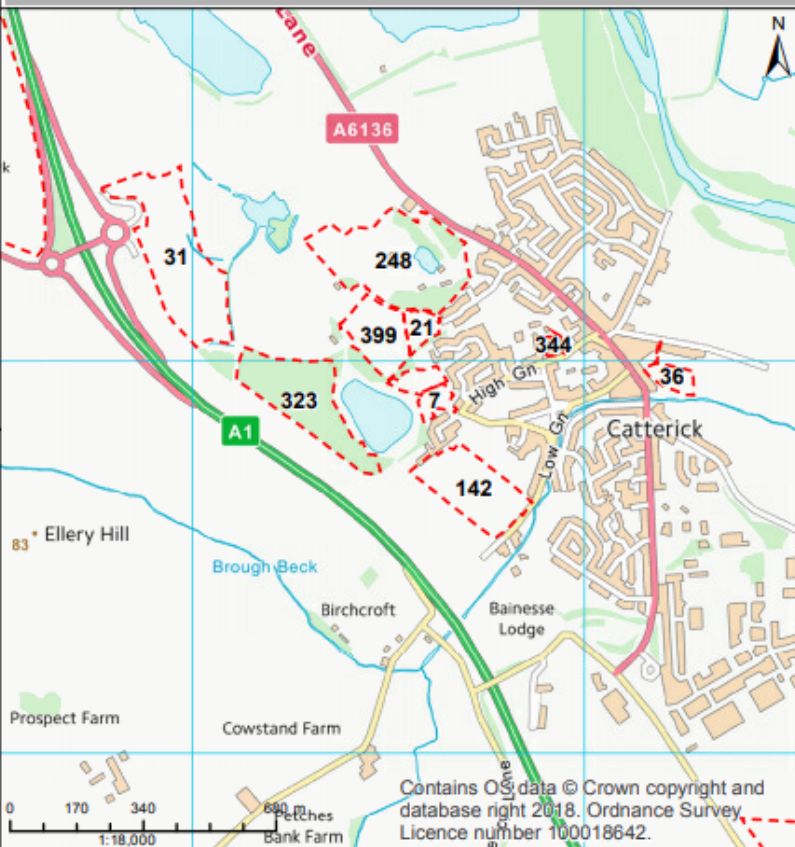 N
Lane
A6136
k
31
248
399
21
344
36
323
7
High Gn
A1
Catterick
Low Gn
142
83
Ellery Hill
Brough Beck
Birchcroft
Bainesse
Lodge
Prospect Farm
Cowstand Farm
Lane
0 170 340 680 m
1:18,000
Petches
Bank Farm
Contains OS data © Crown copyright and
database right 2018. Ordnance Survey
Licence number 100018642.